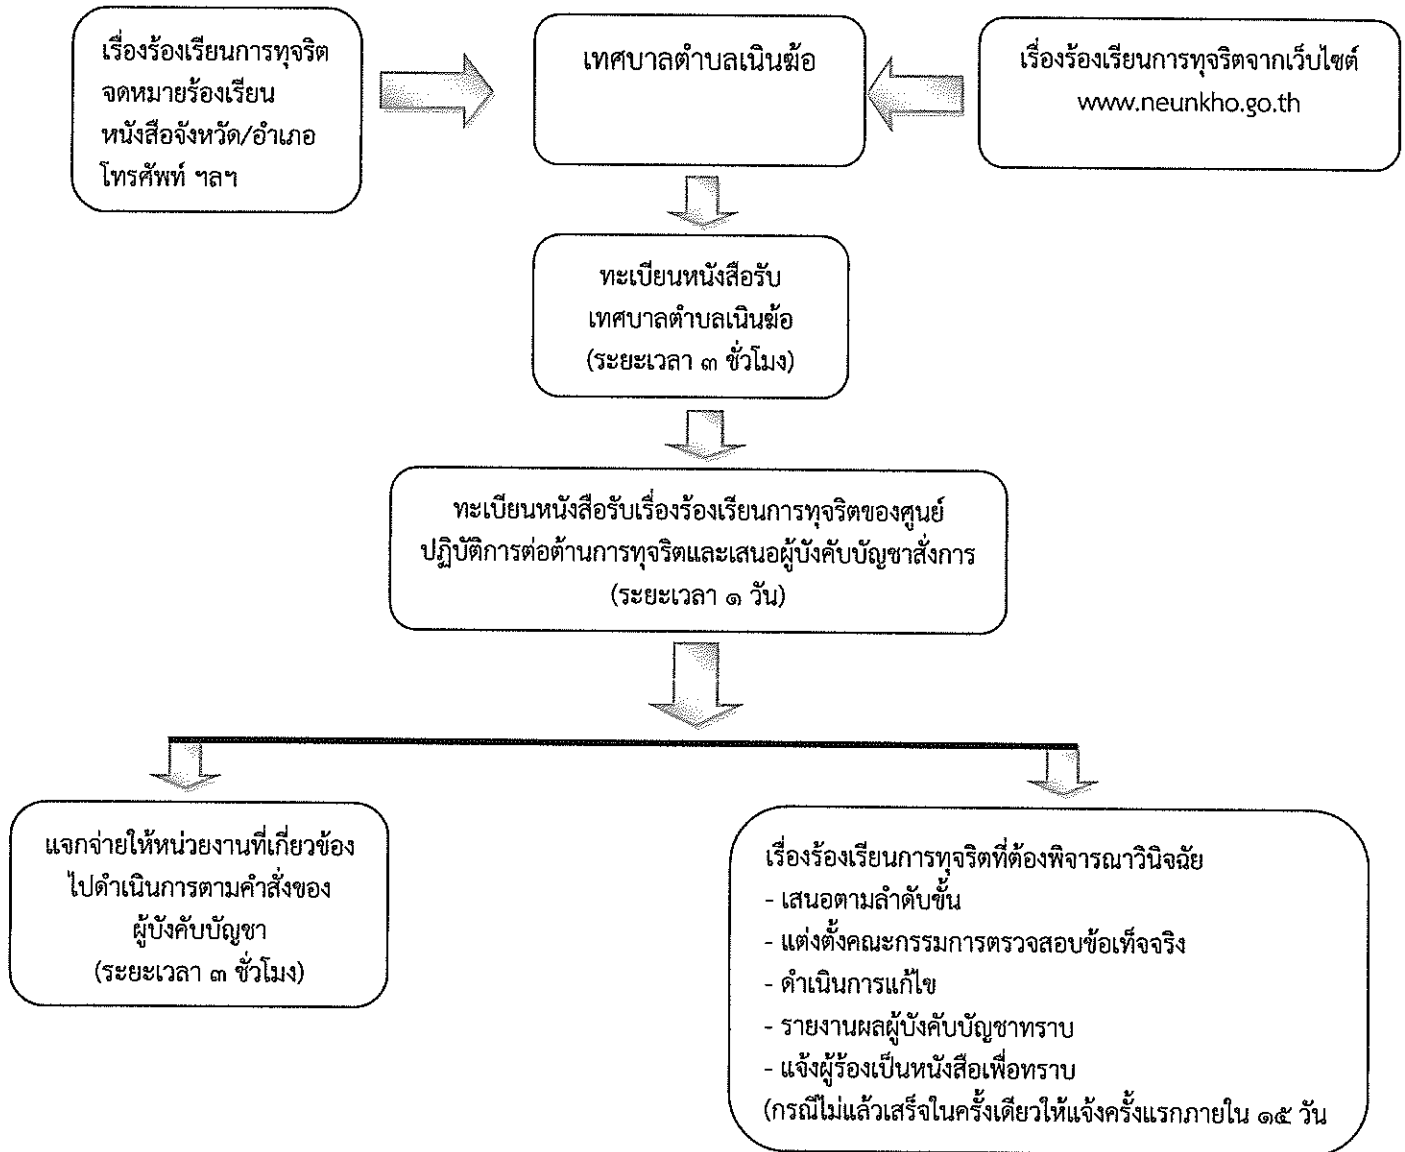 เรื่องร้องเรียนการทุจริต
จดหมายร้องเรียน
หนังสือจังหวัด/อำเภอ
โทรศัพท์ ฯลฯ
เทศบาลตำบลเนินฆ้อ
เรื่องร้องเรียนการทุจริตจากเว็บไซต์
www.neunkho.go.th
ทะเบียนหนังสือรับ
เทศบาลตำบลเนินฆ้อ
(ระยะเวลา ๓ ชั่วโมง)
ทะเบียนหนังสือรับเรื่องร้องเรียนการทุจริตของศูนย์
ปฏิบัติการต่อต้านการทุจริตและเสนอผู้บังคับบัญชาสั่งการ
(ระยะเวลา ๑ วัน)
แจกจ่ายให้หน่วยงานที่เกี่ยวข้อง
ไปดำเนินการตามคำสั่งของ
ผู้บังคับบัญชา
(ระยะเวลา ๓ ชั่วโมง)
เรื่องร้องเรียนการทุจริตที่ต้องพิจารณาวินิจฉัย
- เสนอตามลำดับขั้น
- แต่งตั้งคณะกรรมการตรวจสอบข้อเท็จจริง
- ดำเนินการแก้ไข
- รายงานผลผู้บังคับบัญชาทราบ
- แจ้งผู้ร้องเป็นหนังสือเพื่อทราบ
(กรณีไม่แล้วเสร็จในครั้งเดียวให้แจ้งครั้งแรกภายใน ๑๕ วัน